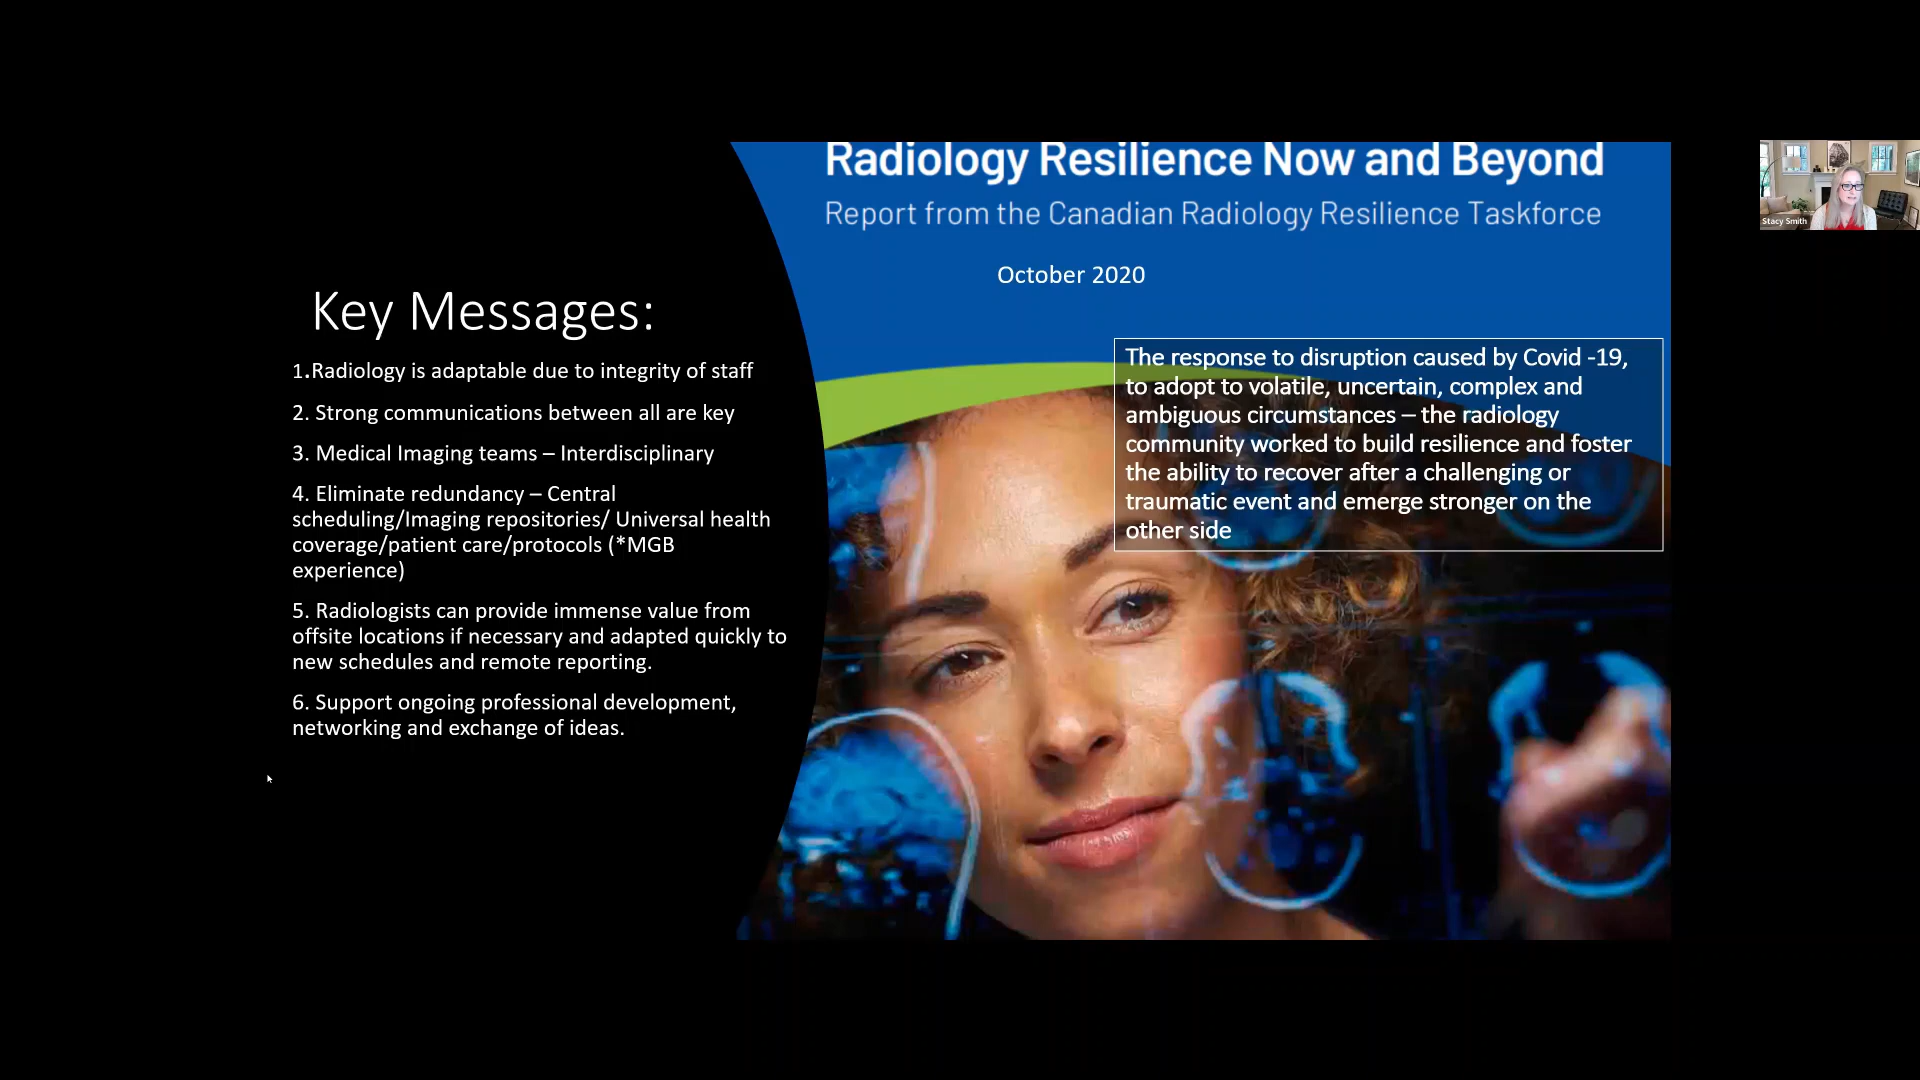 Radiology Resilience Now and Beyond
Report from the Canadian Radiology Resilience Taskforce
October 2020
Key Messages:
1.Radiology is adaptable due to integrity of staff
2. Strong communications between all are key
3. Medical Imaging teams – Interdisciplinary
4. Eliminate redundancy – Central
scheduling/Imaging repositories/ Universal health
coverage/patient care/protocols (*MGB
experience)
5. Radiologists can provide immense value from
offsite locations if necessary and adapted quickly to
new schedules and remote reporting.
6. Support ongoing professional development,
networking and exchange of ideas.
The response to disruption caused by Covid -19,
to adopt to volatile, uncertain, complex and
ambiguous circumstances – the radiology
community worked to build resilience and foster
the ability to recover after a challenging or
traumatic event and emerge stronger on the
other side
Stacy Smith